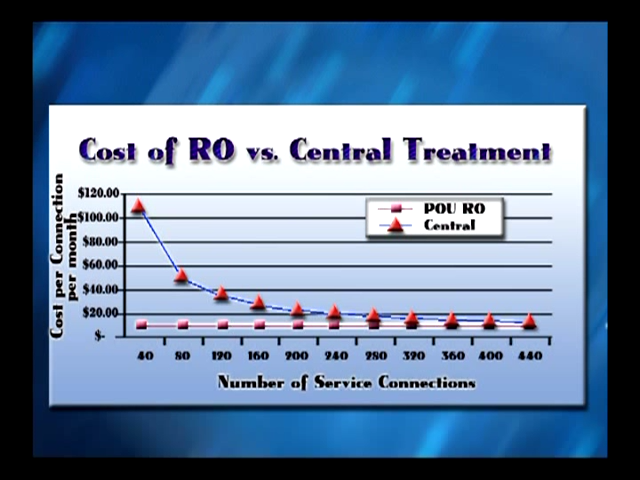 Cost of RO vs. Central Treatment
Cost per Connection
per month
$120.00
$100.00
$80.00
$60.00
$40.00
$20.00
$-
POU RO
Central
40 80 120 160 200 240 280 320 360 400 440
Number of Service Connections